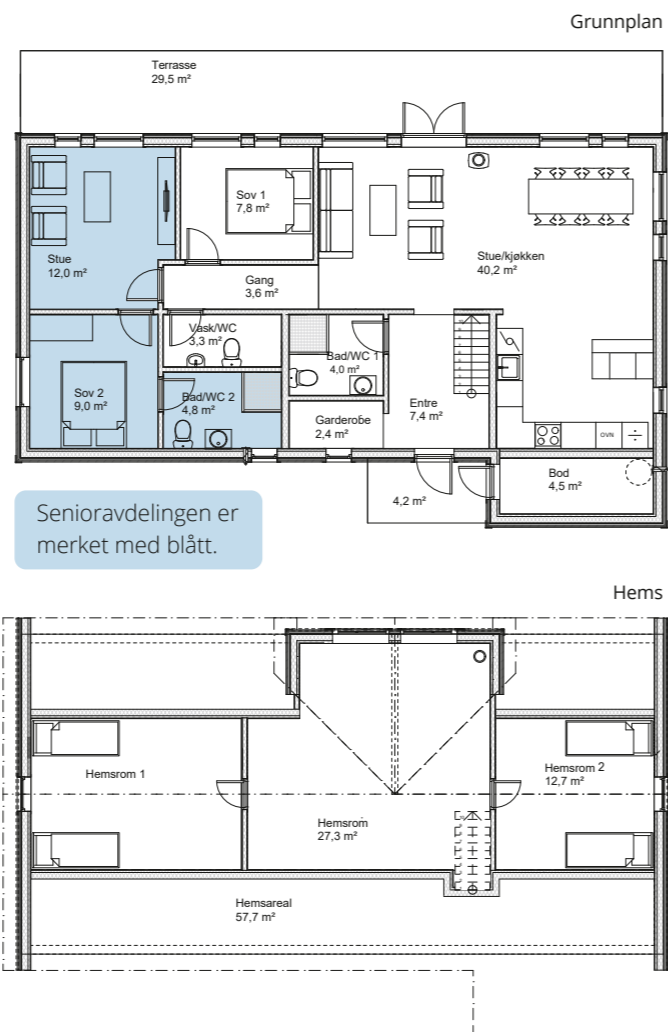 Grunnplan
Terrasse
29,5 m²
Sov 1
7,8 m²
Stue
12,0 m²
Stue/kjøkken
40,2 m²
Gang
3,6 m²
Vask/WC
3,3 m²
Bad/WC 1
4,0 m²
Sov 2
9,0 m²
Bad/WC 2
4,8 m²
Entre
7,4 m²
Garderobe
2,4 m²
OVN
Bod
4,5 m²
4,2 m²
Senioravdelingen er
merket med blått.
Hems
Hemsrom 1
Hemsrom 2
12,7 m²
Hemsrom
27,3 m²
Hemsareal
57,7 m²